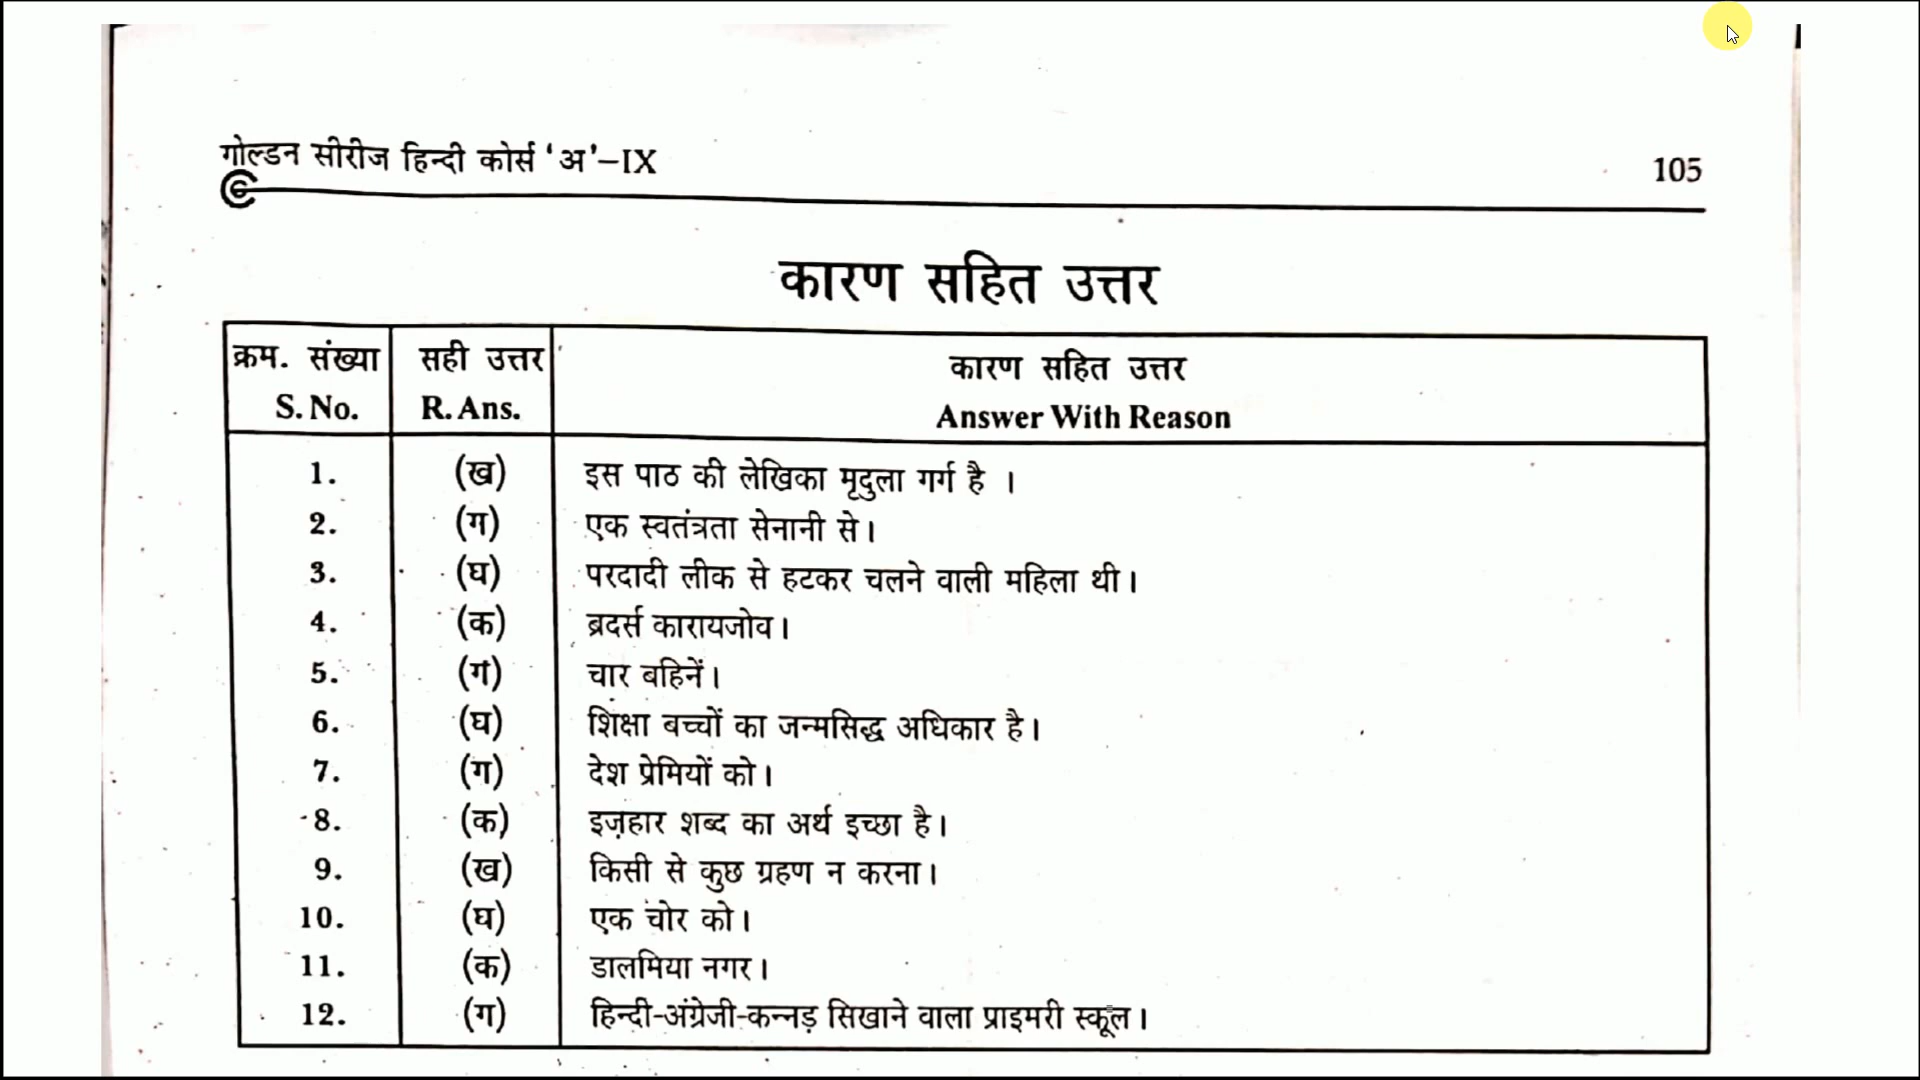 गोल्डन सीरीज हिन्दी कोर्स ‘अ’–IX 105
कारण सहित उत्तर
क्रम. संख्या सही उत्तर कारण सहित उत्तर
S. No. R. Ans. Answer With Reason
1. (ख) इस पाठ की लेखिका मृदुला गर्ग है ।
2. (ग) एक स्वतंत्रता सेनानी से।
3. (घ) परदादी लीक से हटकर चलने वाली महिला थी।
4. (क) ब्रदर्स कारायजोव।
5. (ग) चार बहिनें।
6. (घ) शिक्षा बच्चों का जन्मसिद्ध अधिकार है।
7. (ग) देश प्रेमियों को।
8. (क) इज़हार शब्द का अर्थ इच्छा है।
9. (ख) किसी से कुछ ग्रहण न करना।
10. (घ) एक चोर को।
11. (क) डालमिया नगर।
12. (ग) हिन्दी-अंग्रेजी-कन्नड़ सिखाने वाला प्राइमरी स्कूल।